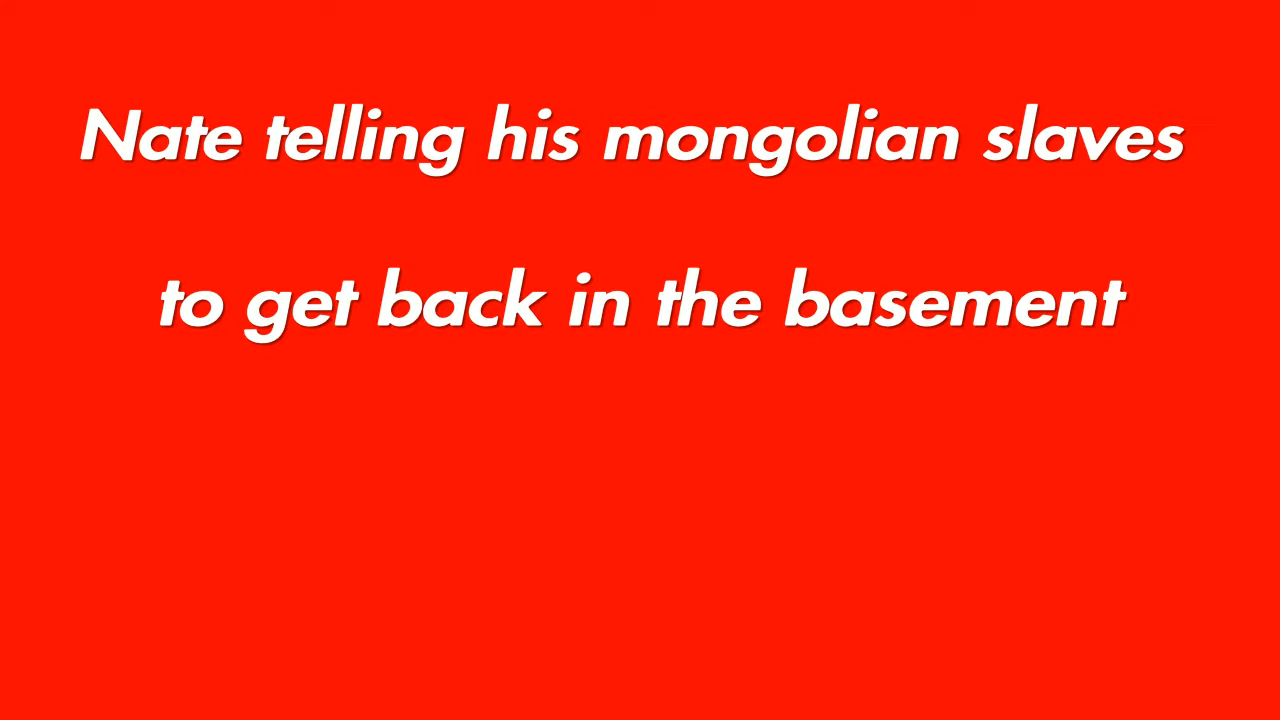 Nate telling his mongolian slaves
to get back in the basement